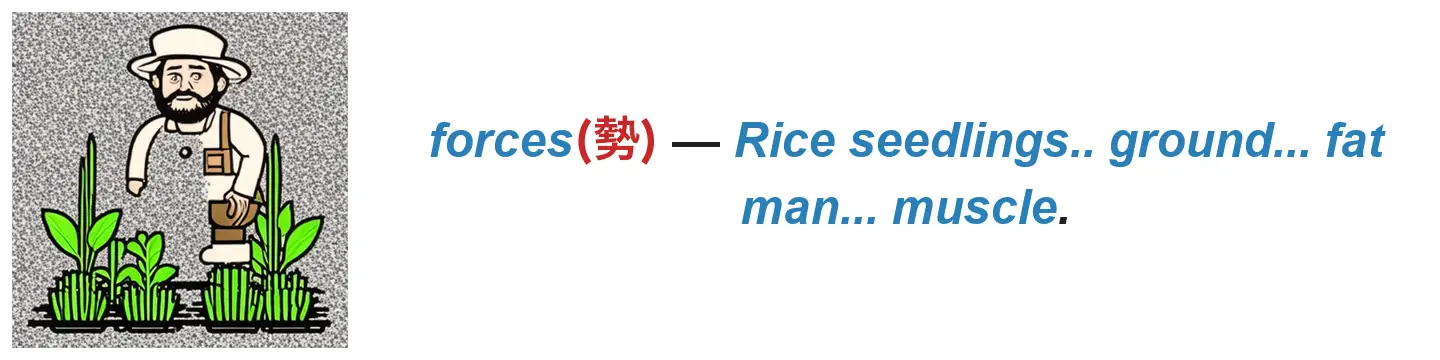 forces(勢) — Rice seedlings.. ground... fat
man... muscle.